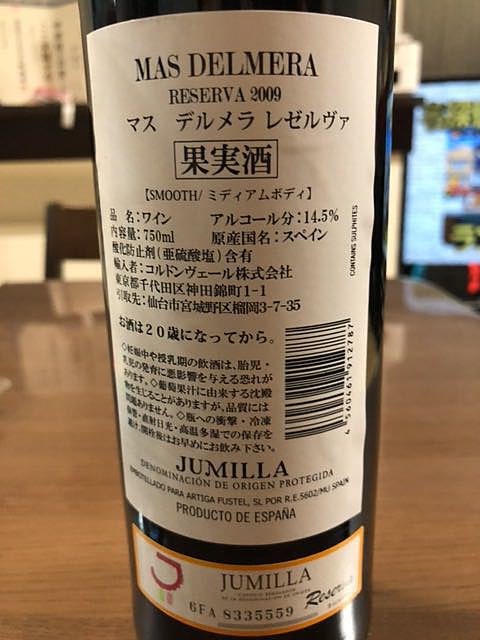 MAS DELMERA
RESERVA 2009
マス デルメラ レゼルヴァ
果実酒
【SMOOTH/ ミディアムボディ】
品 名：ワイン アルコール分：14.5%
内容量：750ml 原産国名：スペイン
酸化防止剤（亜硫酸塩）含有
輸入者：コルドンヴェール株式会社
東京都千代田区神田錦町1-1
引取先：仙台市宮城野区榴岡3-7-35
CONTAINS SULPHITES
お酒は20歳になってから。
◇妊娠中や授乳期の飲酒は、胎児・
乳児の発育に悪影響を与える恐れが
あります。◇葡萄果汁に由来する沈殿
物を生じることがありますが、品質には
問題ありません。◇瓶への衝撃・冷凍
保管・直射日光・高温多湿での保存を
避け、開栓後はお早めにお飲み下さい。
4560461912787
JUMILLA
DENOMINACIÓN DE ORIGEN PROTEGIDA
EMBOTELLADO PARA ARTIGA FUSTEL, SL POR R.E.5602/MU SPAIN
PRODUCTO DE ESPAÑA
JUMILLA
CONSEJO REGULADOR
DE LA DENOMINACIÓN DE ORIGEN
6FA 8335559